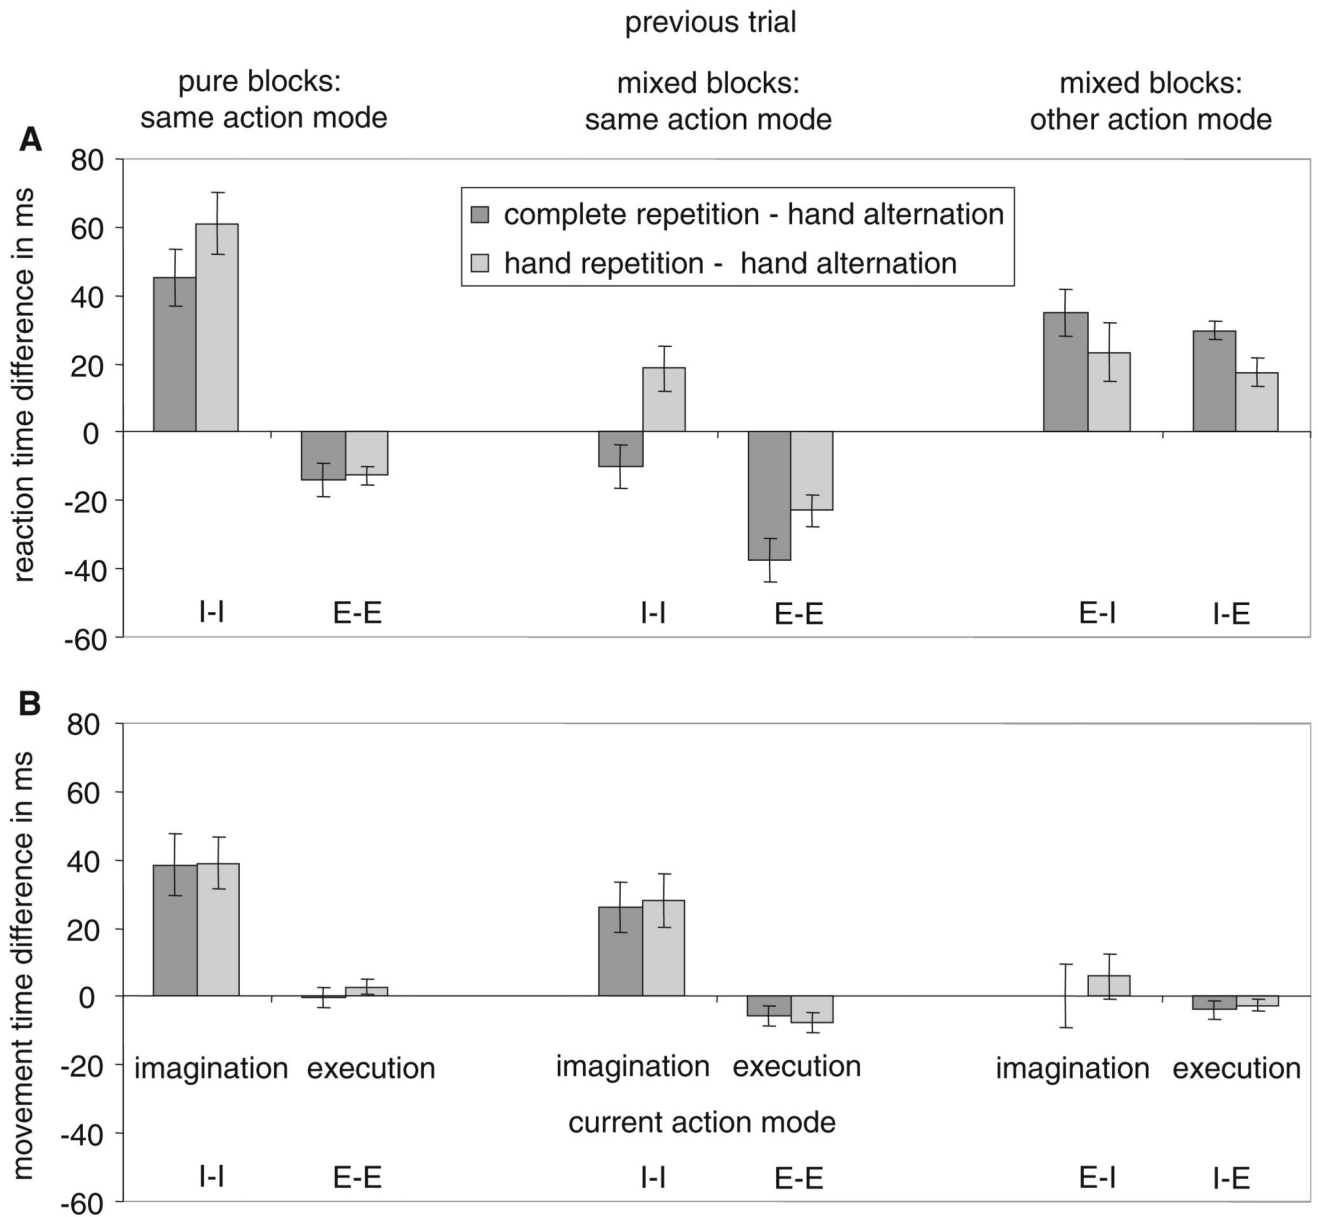 previous trial
pure blocks:
same action mode
mixed blocks:
same action mode
mixed blocks:
other action mode
A
reaction time difference in ms
80
60
40
20
0
-20
-40
-60
complete repetition - hand alternation
hand repetition - hand alternation
I-I
E-E
I-I
E-E
E-I
I-E
B
movement time difference in ms
80
60
40
20
0
-20
-40
-60
imagination
execution
imagination
execution
imagination
execution
current action mode
I-I
E-E
I-I
E-E
E-I
I-E